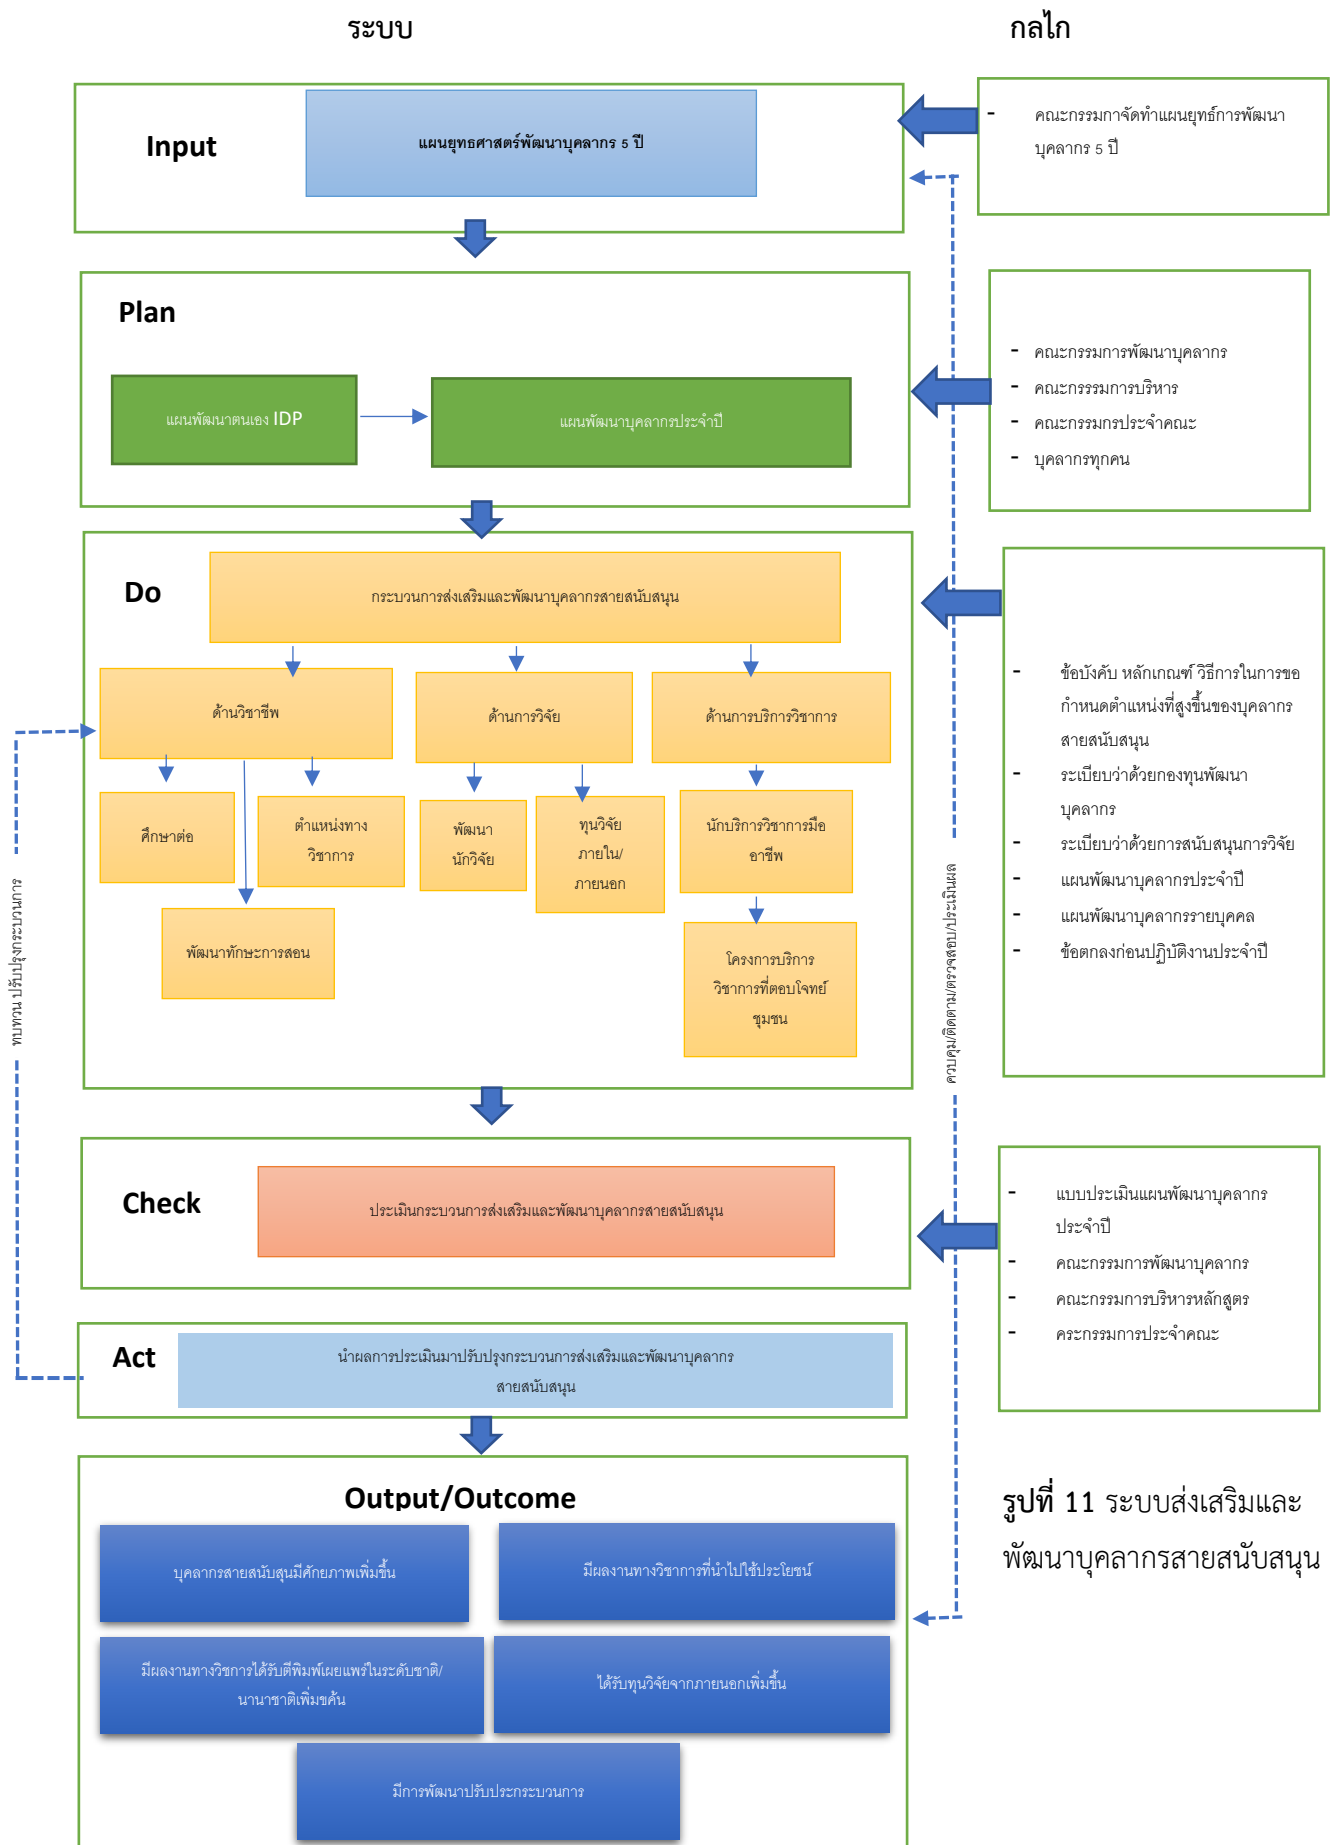 ระบบ
กลไก
Input
แผนยุทธศาสตร์พัฒนาบุคลากร 5 ปี
- คณะกรรมกาจัดทำแผนยุทธ์การพัฒนา
บุคลากร 5 ปี
Plan
แผนพัฒนาตนเอง IDP
แผนพัฒนาบุคลากรประจำปี
- คณะกรรมการพัฒนาบุคลากร
- คณะกรรรมการบริหาร
- คณะกรรมกรประจำคณะ
- บุคลากรทุกคน
Do
กระบวนการส่งเสริมและพัฒนาบุคลากรสายสนับสนุน
ด้านวิชาชีพ
ด้านการวิจัย
ด้านการบริการวิชาการ
ศึกษาต่อ
ตำแหน่งทาง
วิชาการ
พัฒนา
นักวิจัย
ทุนวิจัย
ภายใน/
ภายนอก
นักบริการวิชาการมือ
อาชีพ
พัฒนาทักษะการสอน
โครงการบริการ
วิชาการที่ตอบโจทย์
ชุมชน
- ข้อบังคับ หลักเกณฑ์ วิธีการในการขอ
กำหนดตำแหน่งที่สูงขึ้นของบุคลากร
สายสนับสนุน
- ระเบียบว่าด้วยกองทุนพัฒนา
บุคลากร
- ระเบียบว่าด้วยการสนับสนุนการวิจัย
- แผนพัฒนาบุคลากรประจำปี
- แผนพัฒนาบุคลากรรายบุคคล
- ข้อตกลงก่อนปฏิบัติงานประจำปี
ทบทวน ปรับปรุงกระบวนการ
ควบคุม/ติดตาม/ตรวจสอบ/ประเมินผล
Check
ประเมินกระบวนการส่งเสริมและพัฒนาบุคลากรสายสนับสนุน
- แบบประเมินแผนพัฒนาบุคลากร
ประจำปี
- คณะกรรมการพัฒนาบุคลากร
- คณะกรรมการบริหารหลักสูตร
- คระกรรมการประจำคณะ
Act
นำผลการประเมินมาปรับปรุงกระบวนการส่งเสริมและพัฒนาบุคลากร
สายสนับสนุน
Output/Outcome
บุคลากรสายสนับสุนมีศักยภาพเพิ่มขึ้น
มีผลงานทางวิชาการที่นำไปใช้ประโยชน์
มีผลงานทางวิชการได้รับตีพิมพ์เผยแพร่ในระดับชาติ/
นานาชาติเพิ่มขค้น
ได้รับทุนวิจัยจากภายนอกเพิ่มขึ้น
มีการพัฒนาปรับประกระบวนการ
รูปที่ 11 ระบบส่งเสริมและ
พัฒนาบุคลากรสายสนับสนุน